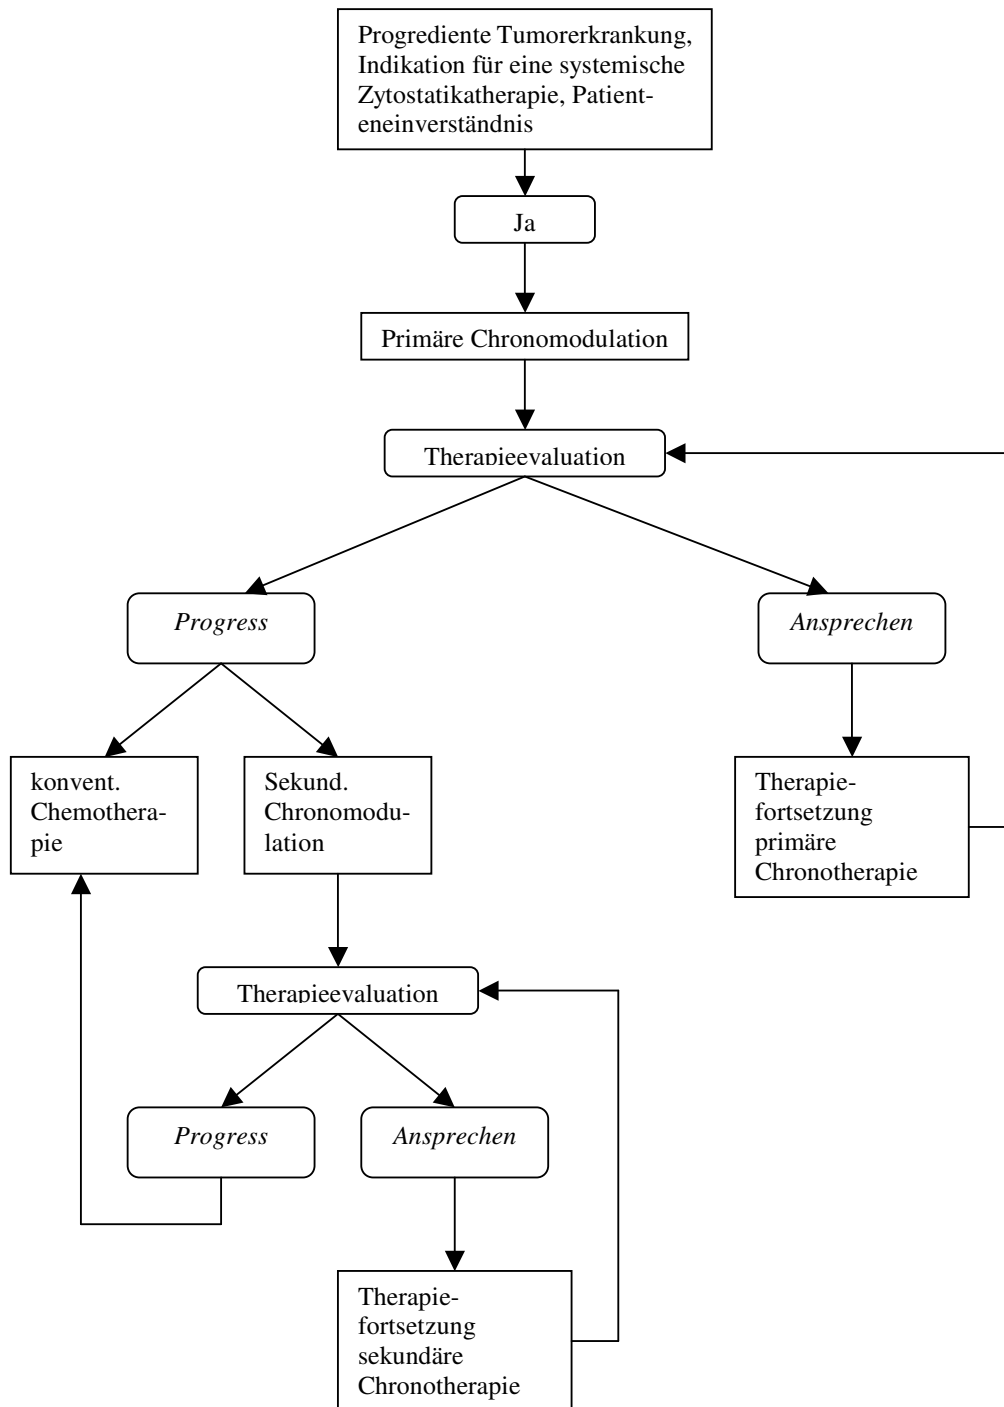 Progrediente Tumorerkrankung,
Indikation für eine systemische
Zytostatikatherapie, Patient-
eneinverständnis
Ja
Primäre Chronomodulation
Therapieevaluation
Progress
Ansprechen
konvent.
Chemothera-
pie
Sekund.
Chronomodu-
lation
Therapie-
fortsetzung
primäre
Chronotherapie
Therapieevaluation
Progress
Ansprechen
Therapie-
fortsetzung
sekundäre
Chronotherapie